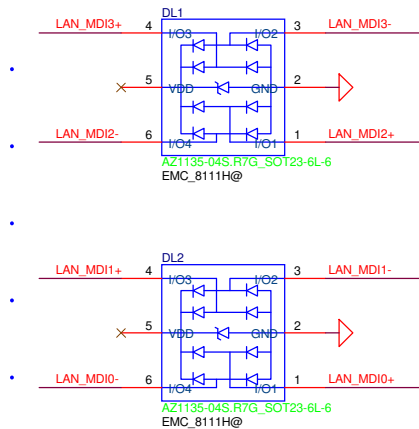 DL1
LAN_MDI3+ 4 I/O3 I/O2 3 LAN_MDI3-
5 VDD GND 2
LAN_MDI2- 6 I/O4 I/O1 1 LAN_MDI2+
AZ1135-04S.R7G_SOT23-6L-6
EMC_8111H@
DL2
LAN_MDI1+ 4 I/O3 I/O2 3 LAN_MDI1-
5 VDD GND 2
LAN_MDI0- 6 I/O4 I/O1 1 LAN_MDI0+
AZ1135-04S.R7G_SOT23-6L-6
EMC_8111H@